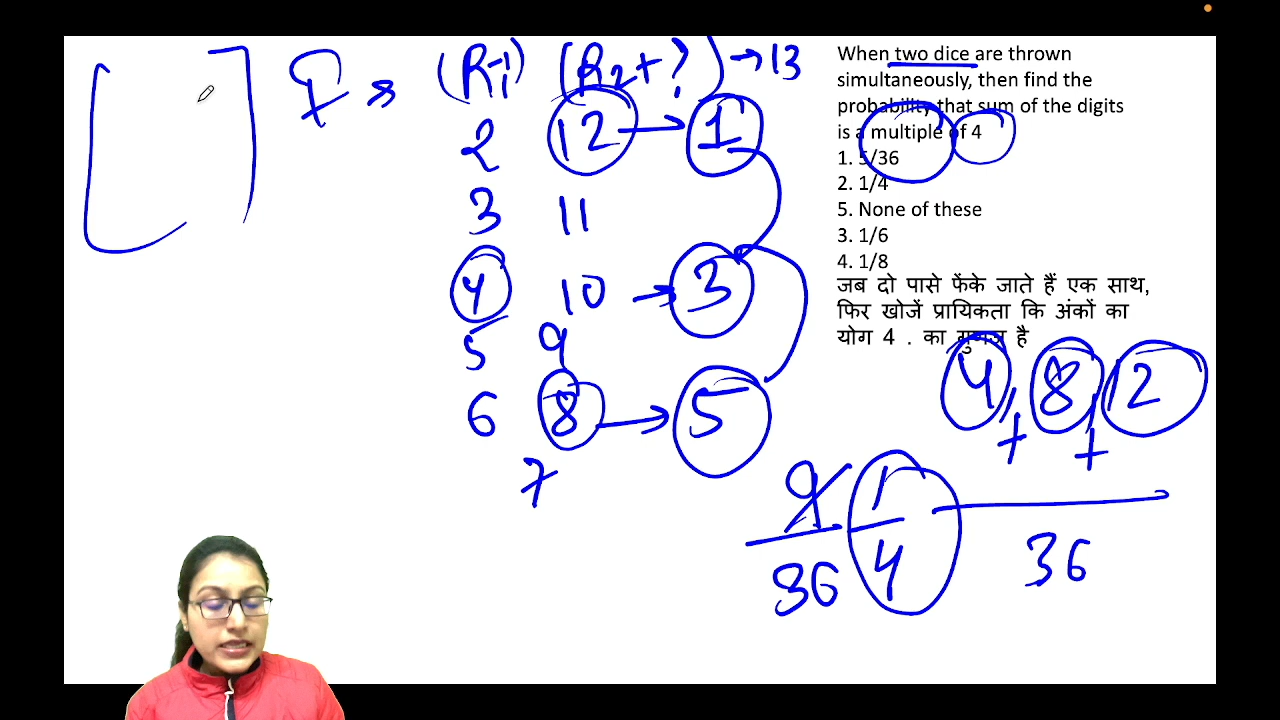 When two dice are thrown
simultaneously, then find the
probability that sum of the digits
is a multiple of 4
1. 5/36
2. 1/4
5. None of these
3. 1/6
4. 1/8
जब दो पासे फेंके जाते हैं एक साथ,
फिर खोजें प्रायिकता कि अंकों का
योग 4 . का गुणज है
(R-1) (R2+?) → 13
2 12 → 1
3 11
4 10 → 3
5 9
6 8 → 5
7
4, 8, 12
+ +
9 1
36 4 36